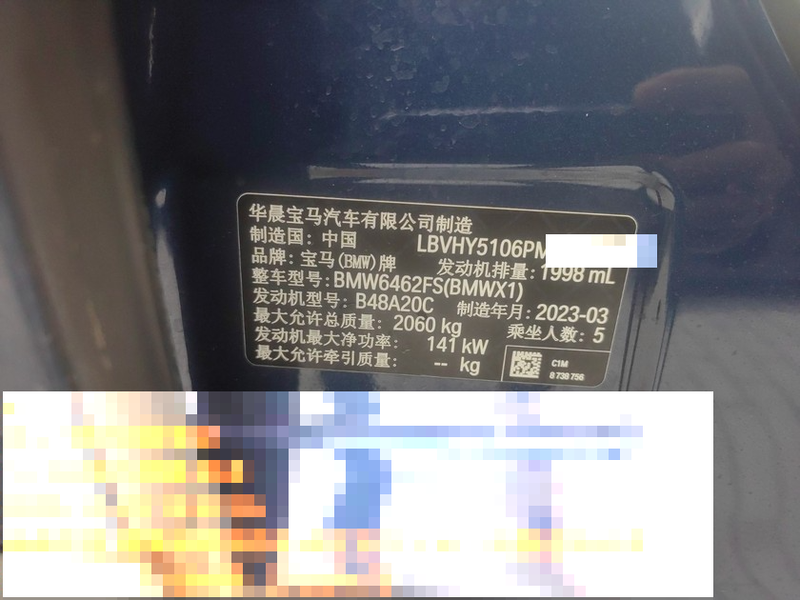 华晨宝马汽车有限公司制造
制造国：中国 LBVHY5106PM
品牌：宝马(BMW)牌 发动机排量：1998 mL
整车型号：BMW6462FS(BMWX1)
发动机型号：B48A20C 制造年月：2023-03
最大允许总质量：2060 kg 乘坐人数：5
发动机最大净功率：141 kW
最大允许牵引质量：-- kg
C1M
8 738 756